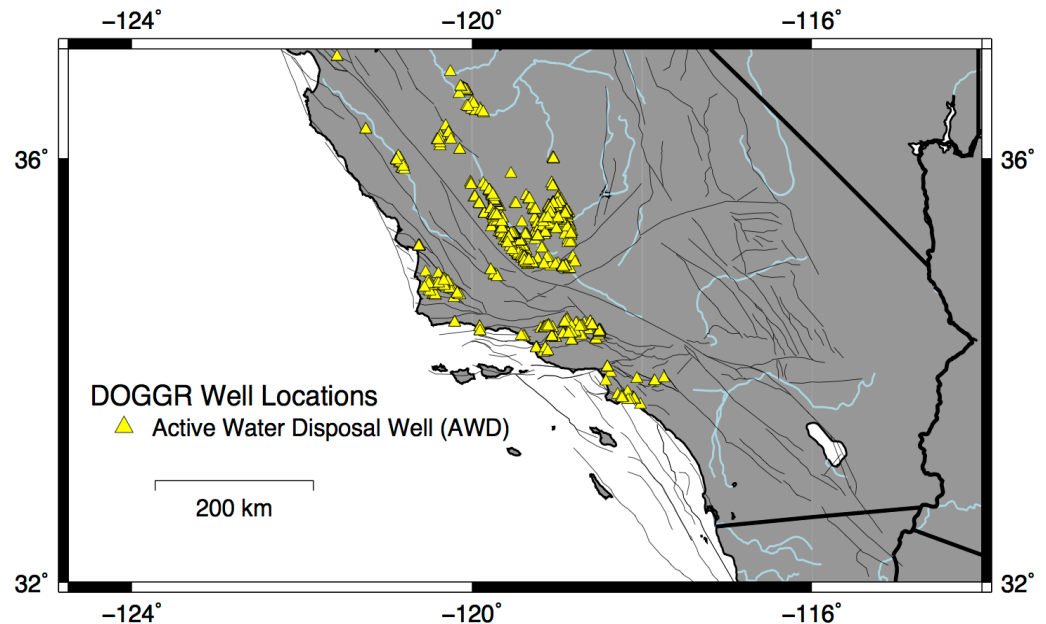 −124˚ −120˚ −116˚
36˚ 36˚
DOGGR Well Locations
Active Water Disposal Well (AWD)
200 km
32˚ 32˚
−124˚ −120˚ −116˚